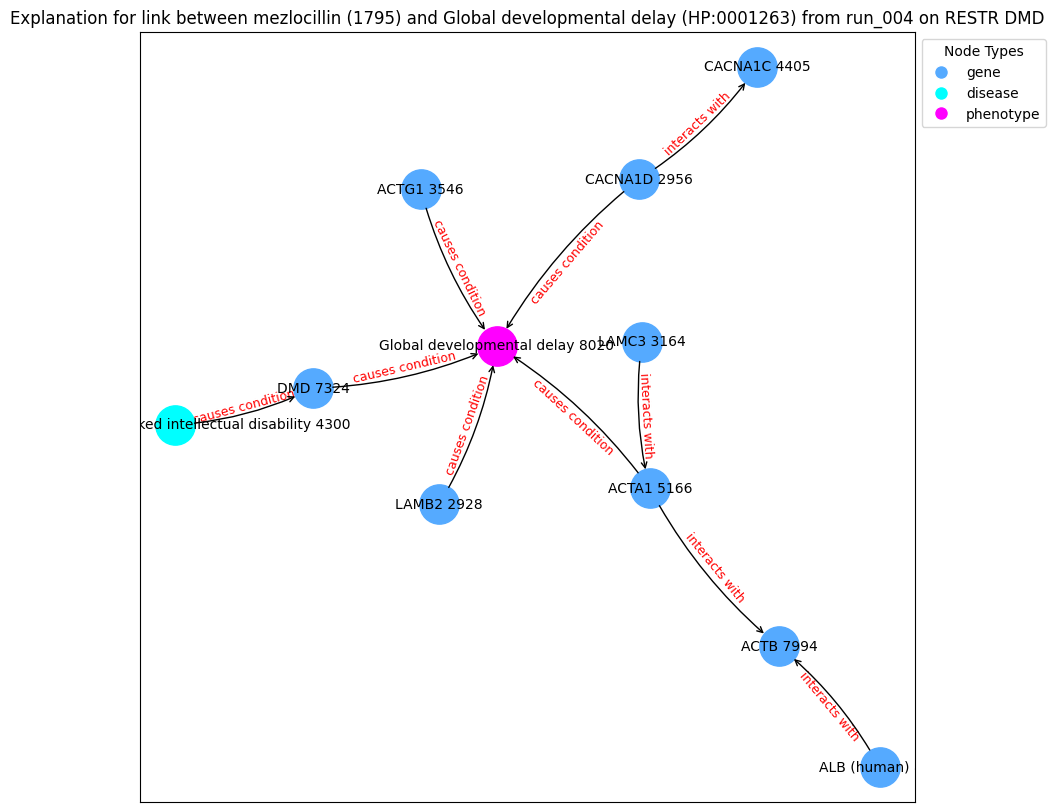 Explanation for link between mezlocillin (1795) and Global developmental delay (HP:0001263) from run_004 on RESTR DMD
Node Types
gene
disease
phenotype
CACNA1C 4405
interacts with
CACNA1D 2956
ACTG1 3546
causes condition
causes condition
Global developmental delay 8020
LAMC3 3164
causes condition
DMD 7324
causes condition
ked intellectual disability 4300
causes condition
causes condition
interacts with
LAMB2 2928
ACTA1 5166
interacts with
ACTB 7994
interacts with
ALB (human)